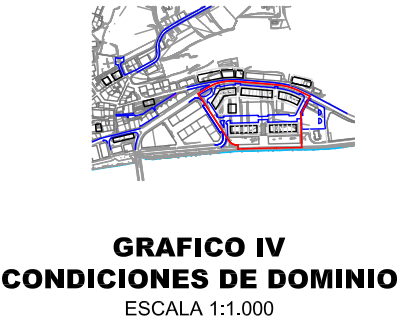 GRAFICO IV
CONDICIONES DE DOMINIO
ESCALA 1:1.000